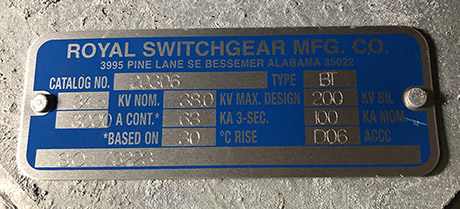 ROYAL SWITCHGEAR MFG. CO.
3995 PINE LANE SE BESSEMER ALABAMA 35022
CATALOG NO. TYPE BT
34.5 KV NOM. 38.0 KV MAX. DESIGN 200 KV BIL
3000 A CONT.* 63 KA 3-SEC. 100 KA MOM.
*BASED ON 30 °C RISE D06 ACCC